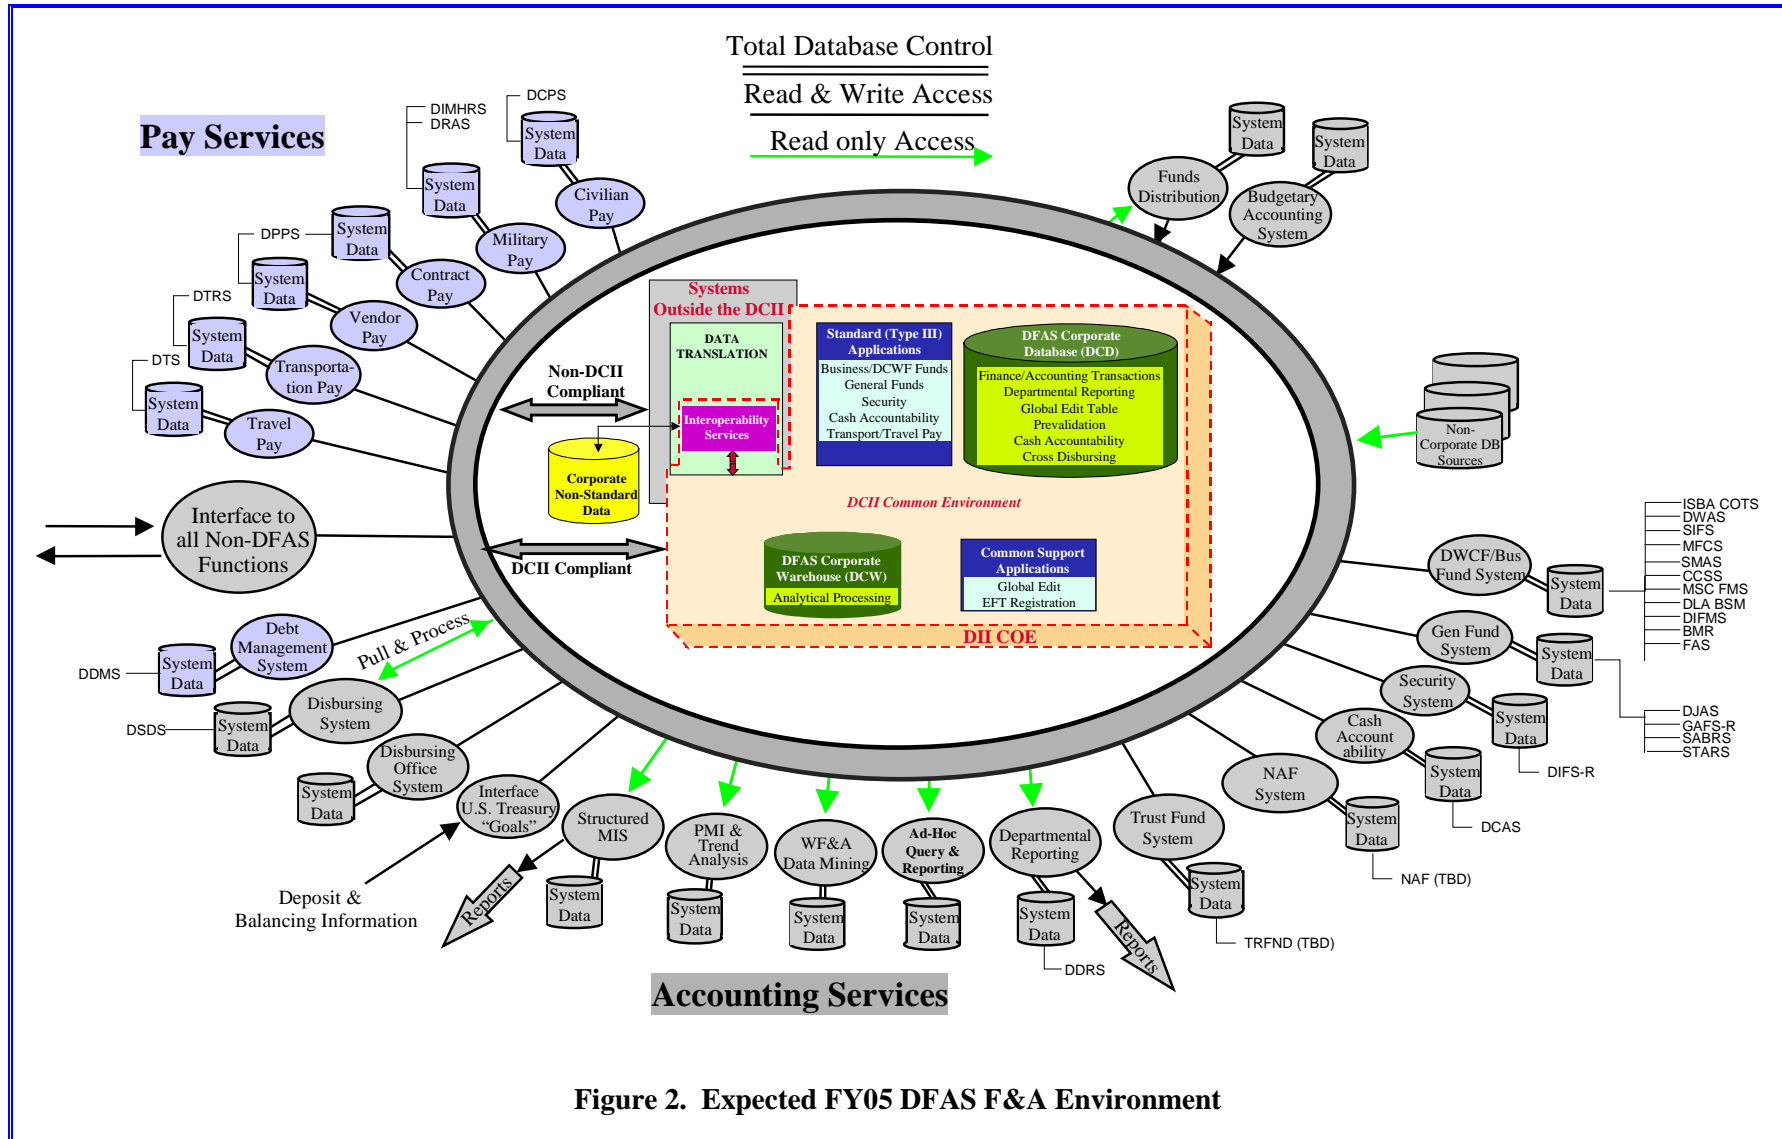 Total Database Control
Read & Write Access
Read only Access
Pay Services
DCPS
System
Data
Civilian
Pay
DIMHRS
DRAS
System
Data
Military
Pay
DPPS
System
Data
Contract
Pay
System
Data
Vendor
Pay
DTRS
System
Data
Transporta-
tion Pay
DTS
System
Data
Travel
Pay
Interface to
all Non-DFAS
Functions
Debt
Management
System
System
Data
DDMS
Pull & Process
Disbursing
System
System
Data
DSDS
Disbursing
Office
System
System
Data
Interface
U.S. Treasury
“Goals”
Deposit &
Balancing Information
System
Data
Funds
Distribution
System
Data
Budgetary
Accounting
System
Non-
Corporate DB
Sources
Systems
Outside the DCII
DATA
TRANSLATION
Interoperability
Services
Non-DCII
Compliant
Corporate
Non-Standard
Data
DCII Compliant
Standard (Type III)
Applications
Business/DCWF Funds
General Funds
Security
Cash Accountability
Transport/Travel Pay
DFAS Corporate
Database (DCD)
Finance/Accounting Transactions
Departmental Reporting
Global Edit Table
Prevalidation
Cash Accountability
Cross Disbursing
DCII Common Environment
DFAS Corporate
Warehouse (DCW)
Analytical Processing
Common Support
Applications
Global Edit
EFT Registration
DII COE
DWCF/Bus
Fund System
System
Data
ISBA COTS
DWAS
SIFS
MFCS
SMAS
CCSS
MSC FMS
DLA BSM
DIFMS
BMR
FAS
Gen Fund
System
System
Data
DJAS
GAFS-R
SABRS
STARS
Security
System
System
Data
DIFS-R
Cash
Account
ability
System
Data
DCAS
NAF
System
System
Data
NAF (TBD)
Trust Fund
System
System
Data
TRFND (TBD)
Structured
MIS
System
Data
Reports
PMI &
Trend
Analysis
System
Data
WF&A
Data Mining
System
Data
Ad-Hoc
Query &
Reporting
System
Data
Departmental
Reporting
System
Data
DDRS
Reports
Accounting Services
Figure 2.  Expected FY05 DFAS F&A Environment